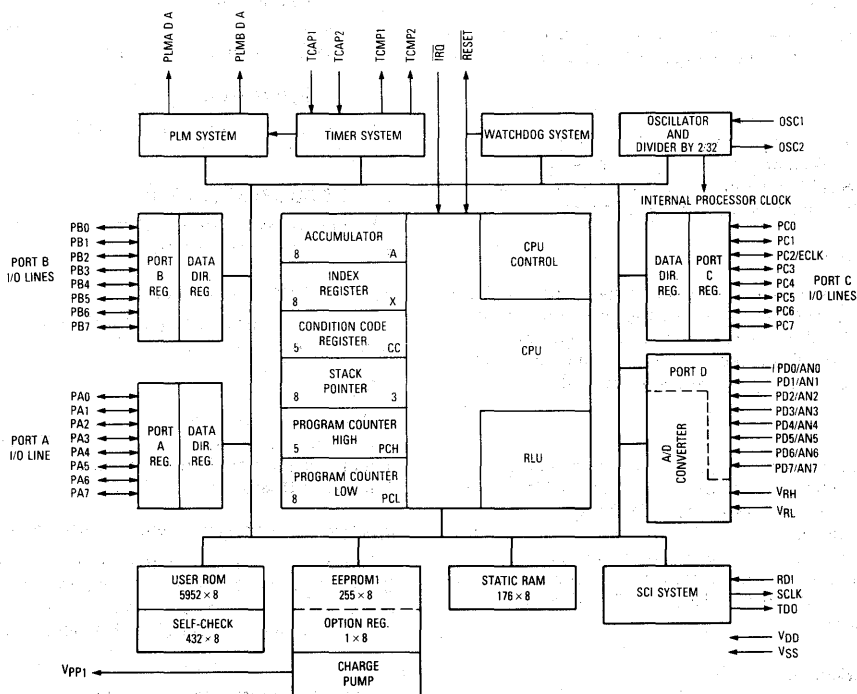 PLMA D A
PLMB D A
TCAP1
TCAP2
TCMP1
TCMP2
IRQ
RESET
PLM SYSTEM
TIMER SYSTEM
WATCHDOG SYSTEM
OSCILLATOR
AND
DIVIDER BY 2:32
OSC1
OSC2
INTERNAL PROCESSOR CLOCK
PORT B
I/O LINES
PB0
PB1
PB2
PB3
PB4
PB5
PB6
PB7
PORT
B
REG.
DATA
DIR.
REG.
ACCUMULATOR
8 A
INDEX
REGISTER
8 X
CONDITION CODE
REGISTER
5 CC
STACK
POINTER
8 3
PROGRAM COUNTER
HIGH
5 PCH
PROGRAM COUNTER
LOW
8 PCL
CPU
CONTROL
CPU
RLU
DATA
DIR.
REG.
PORT
C
REG.
PC0
PC1
PC2/ECLK
PC3
PC4
PC5
PC6
PC7
PORT C
I/O LINES
PORT A
I/O LINE
PA0
PA1
PA2
PA3
PA4
PA5
PA6
PA7
PORT
A
REG.
DATA
DIR.
REG.
PORT D
A/D
CONVERTER
PD0/AN0
PD1/AN1
PD2/AN2
PD3/AN3
PD4/AN4
PD5/AN5
PD6/AN6
PD7/AN7
VRH
VRL
USER ROM
5952 × 8
SELF-CHECK
432 × 8
EEPROM1
255 × 8
OPTION REG.
1 × 8
CHARGE
PUMP
VPP1
STATIC RAM
176 × 8
SCI SYSTEM
RDI
SCLK
TDO
VDD
VSS